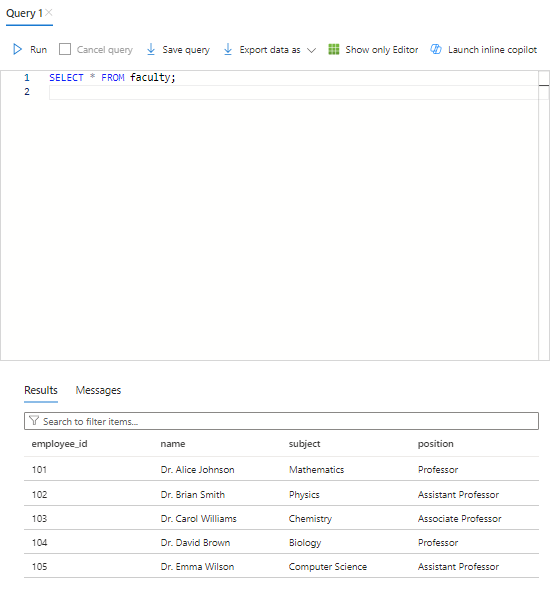 Query 1
Run Cancel query Save query Export data as Show only Editor Launch inline copilot
1 SELECT * FROM faculty;
2
Results Messages
Search to filter items...
employee_id name subject position
101 Dr. Alice Johnson Mathematics Professor
102 Dr. Brian Smith Physics Assistant Professor
103 Dr. Carol Williams Chemistry Associate Professor
104 Dr. David Brown Biology Professor
105 Dr. Emma Wilson Computer Science Assistant Professor